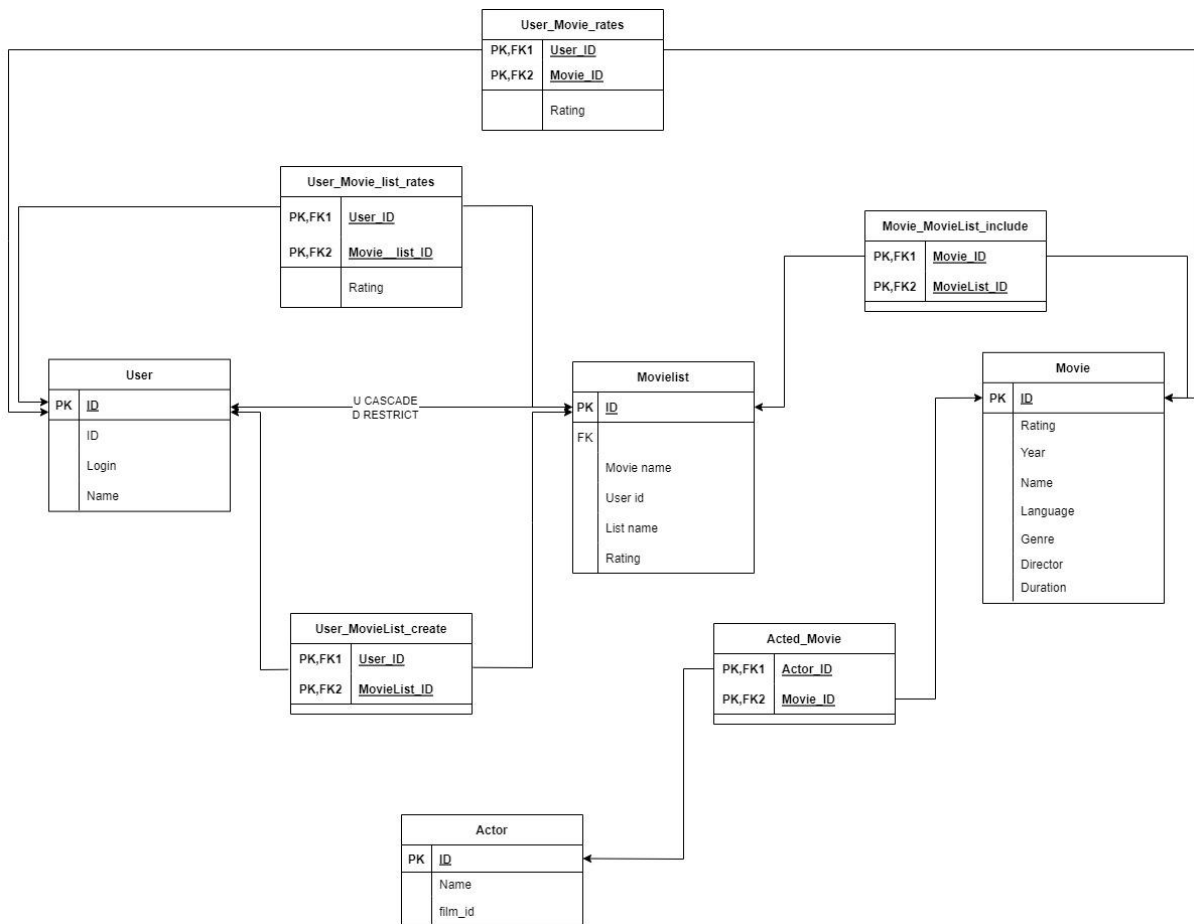 User_Movie_rates
PK,FK1 User_ID
PK,FK2 Movie_ID
Rating
User_Movie_list_rates
PK,FK1 User_ID
PK,FK2 Movie__list_ID
Rating
Movie_MovieList_include
PK,FK1 Movie_ID
PK,FK2 MovieList_ID
User
PK ID
ID
Login
Name
U CASCADE
D RESTRICT
Movielist
PK ID
FK
Movie name
User id
List name
Rating
Movie
PK ID
Rating
Year
Name
Language
Genre
Director
Duration
User_MovieList_create
PK,FK1 User_ID
PK,FK2 MovieList_ID
Acted_Movie
PK,FK1 Actor_ID
PK,FK2 Movie_ID
Actor
PK ID
Name
film_id